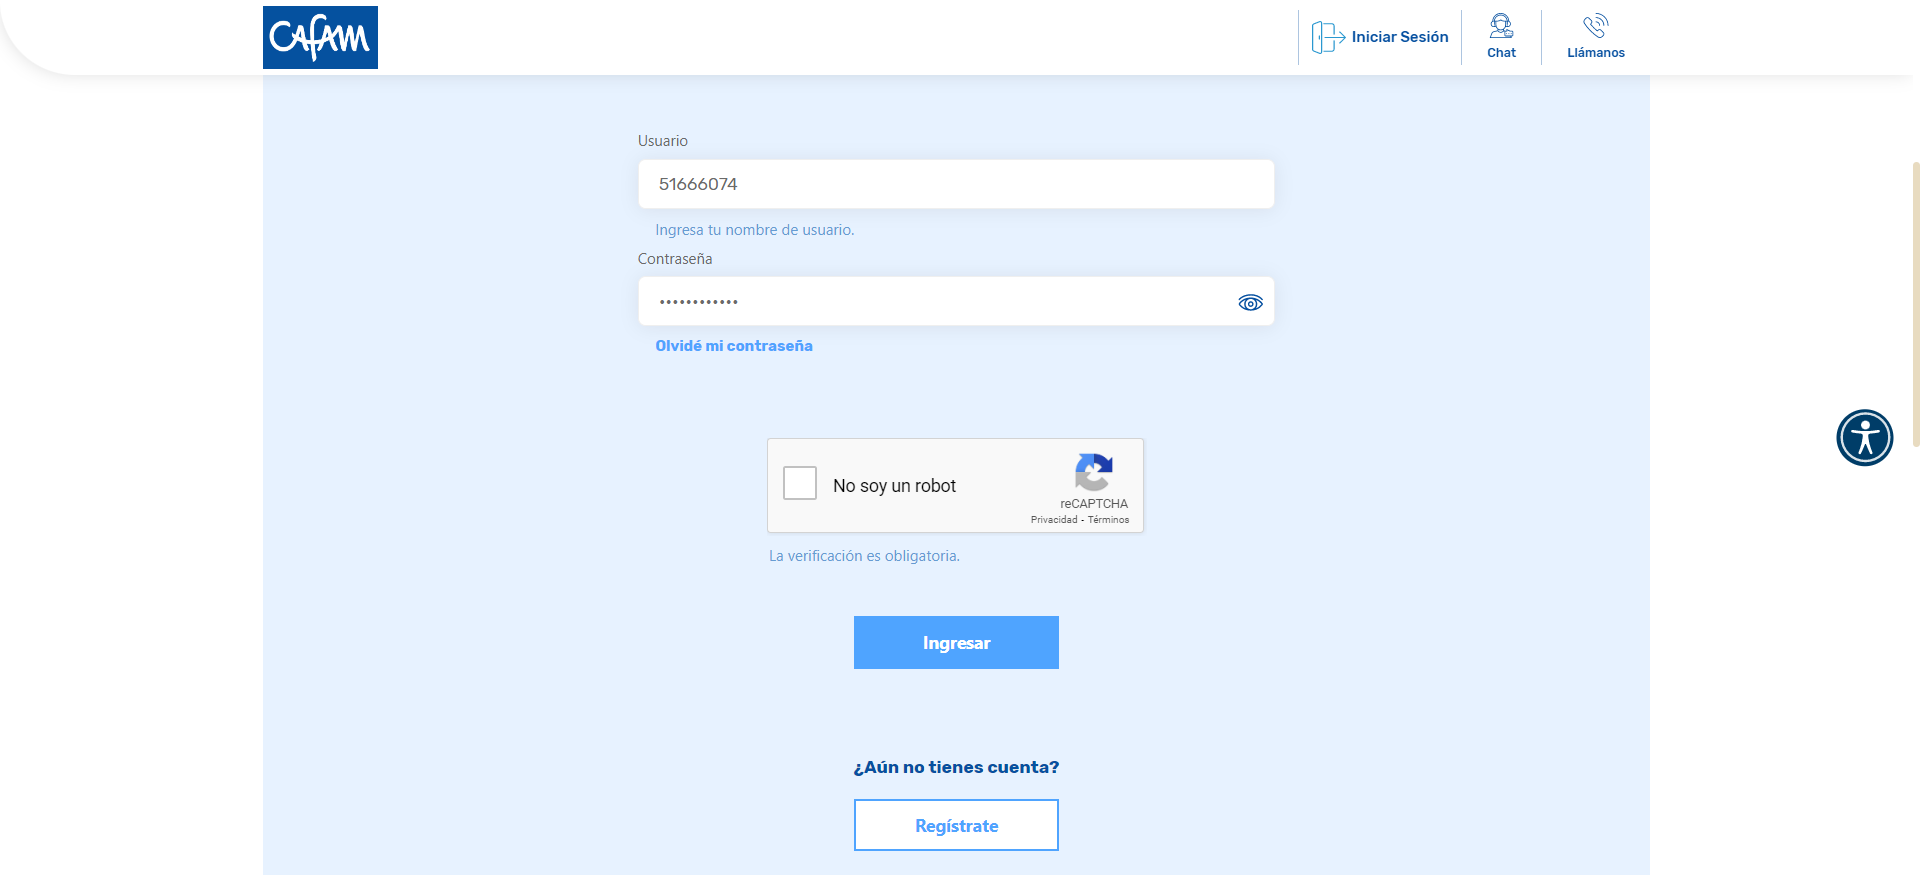 CAFAM
Iniciar Sesión
Chat
Llámanos
Usuario
51666074
Ingresa tu nombre de usuario.
Contraseña
••••••••••••
Olvidé mi contraseña
No soy un robot
reCAPTCHA
Privacidad - Términos
La verificación es obligatoria.
Ingresar
¿Aún no tienes cuenta?
Regístrate